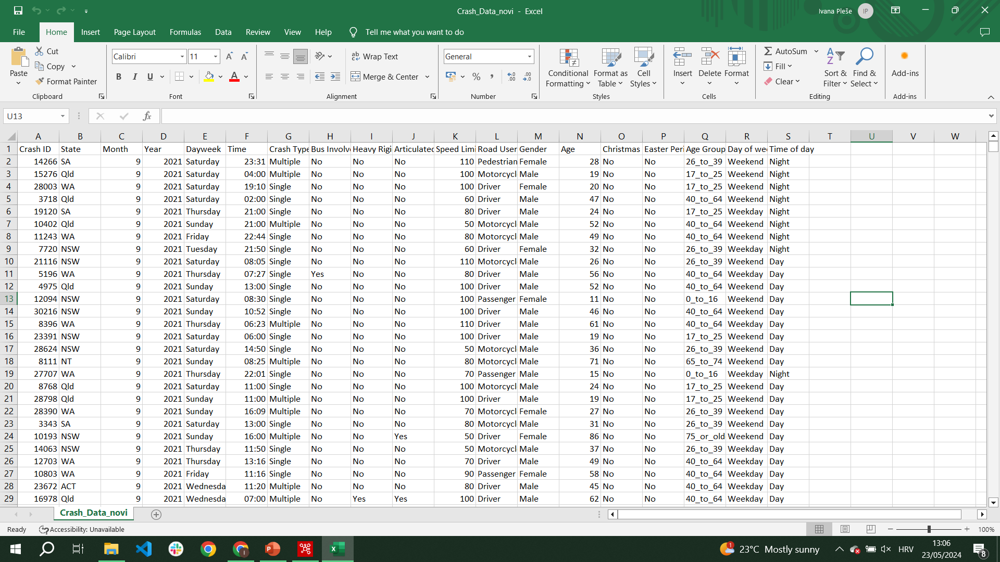 Crash_Data_novi - Excel
Ivana Pleše IP
File Home Insert Page Layout Formulas Data Review View Help Tell me what you want to do
Paste
Cut
Copy
Format Painter
Clipboard
Calibri 11
B I U A
Font
ab Wrap Text
Merge & Center
Alignment
General
Number
Conditional Formatting
Format as Table
Cell Styles
Styles
Insert Delete Format
Cells
AutoSum
Fill
Clear
Sort & Filter
Find & Select
Editing
Add-ins
Add-ins
U13 fx
A B C D E F G H I J K L M N O P Q R S T U V W
1 Crash ID State Month Year Dayweek Time Crash Type Bus Involv Heavy Rigi Articulated Speed Limi Road User Gender Age Christmas Easter Peri Age Group Day of wee Time of day
2 14266 SA 9 2021 Saturday 23:31 Multiple No No No 110 Pedestrian Female 28 No No 26_to_39 Weekend Night
3 15276 Qld 9 2021 Saturday 04:00 Multiple No No No 100 Motorcycl Male 19 No No 17_to_25 Weekend Night
4 28003 WA 9 2021 Saturday 19:10 Single No No No 100 Driver Female 20 No No 17_to_25 Weekend Night
5 3718 Qld 9 2021 Saturday 02:00 Single No No No 60 Driver Male 47 No No 40_to_64 Weekend Night
6 19120 SA 9 2021 Thursday 21:00 Single No No No 80 Driver Male 24 No No 17_to_25 Weekday Night
7 10402 Qld 9 2021 Sunday 21:00 Multiple No No No 50 Motorcycl Male 52 No No 40_to_64 Weekend Night
8 11243 WA 9 2021 Friday 22:44 Single No No No 80 Motorcycl Male 49 No No 40_to_64 Weekend Night
9 7720 NSW 9 2021 Tuesday 21:50 Single No No No 60 Driver Female 32 No No 26_to_39 Weekday Night
10 21116 NSW 9 2021 Saturday 08:05 Single No No No 110 Motorcycl Male 26 No No 26_to_39 Weekend Day
11 5196 WA 9 2021 Thursday 07:27 Single Yes No No 80 Driver Male 56 No No 40_to_64 Weekday Day
12 4975 Qld 9 2021 Sunday 13:00 Single No No No 100 Driver Male 52 No No 40_to_64 Weekend Day
13 12094 NSW 9 2021 Saturday 08:30 Single No No No 100 Passenger Female 11 No No 0_to_16 Weekend Day
14 30216 NSW 9 2021 Sunday 10:52 Single No No No 100 Driver Male 46 No No 40_to_64 Weekend Day
15 8396 WA 9 2021 Thursday 06:23 Multiple No No No 110 Driver Male 61 No No 40_to_64 Weekday Day
16 23391 NSW 9 2021 Saturday 06:00 Single No No No 100 Driver Male 19 No No 17_to_25 Weekend Day
17 28624 NSW 9 2021 Saturday 14:50 Single No No No 50 Motorcycl Male 36 No No 26_to_39 Weekend Day
18 8111 NT 9 2021 Sunday 08:25 Multiple No No No 80 Motorcycl Male 71 No No 65_to_74 Weekend Day
19 27707 WA 9 2021 Thursday 22:01 Single No No No 70 Passenger Male 15 No No 0_to_16 Weekday Night
20 8768 Qld 9 2021 Saturday 11:00 Single No No No 100 Motorcycl Male 24 No No 17_to_25 Weekend Day
21 28798 Qld 9 2021 Sunday 11:00 Multiple No No No 100 Driver Male 19 No No 17_to_25 Weekend Day
22 28390 WA 9 2021 Sunday 16:09 Multiple No No No 70 Motorcycl Female 27 No No 26_to_39 Weekend Day
23 3343 SA 9 2021 Saturday 13:00 Single No No No 80 Motorcycl Male 31 No No 26_to_39 Weekend Day
24 10193 NSW 9 2021 Sunday 16:00 Multiple No No Yes 50 Driver Female 86 No No 75_or_old Weekend Day
25 14063 NSW 9 2021 Thursday 11:50 Single No No No 50 Motorcycl Male 37 No No 26_to_39 Weekday Day
26 12703 WA 9 2021 Thursday 13:16 Single No No No 70 Driver Male 49 No No 40_to_64 Weekday Day
27 10803 WA 9 2021 Friday 11:16 Single No No No 90 Passenger Female 58 No No 40_to_64 Weekday Day
28 23672 ACT 9 2021 Wednesda 11:20 Multiple No No No 80 Driver Male 45 No No 40_to_64 Weekday Day
29 16978 Qld 9 2021 Wednesda 07:00 Multiple No Yes Yes 100 Driver Male 62 No No 40_to_64 Weekday Day
Crash_Data_novi
Ready Accessibility: Unavailable 100%
23°C Mostly sunny HRV 13:06
23/05/2024 8